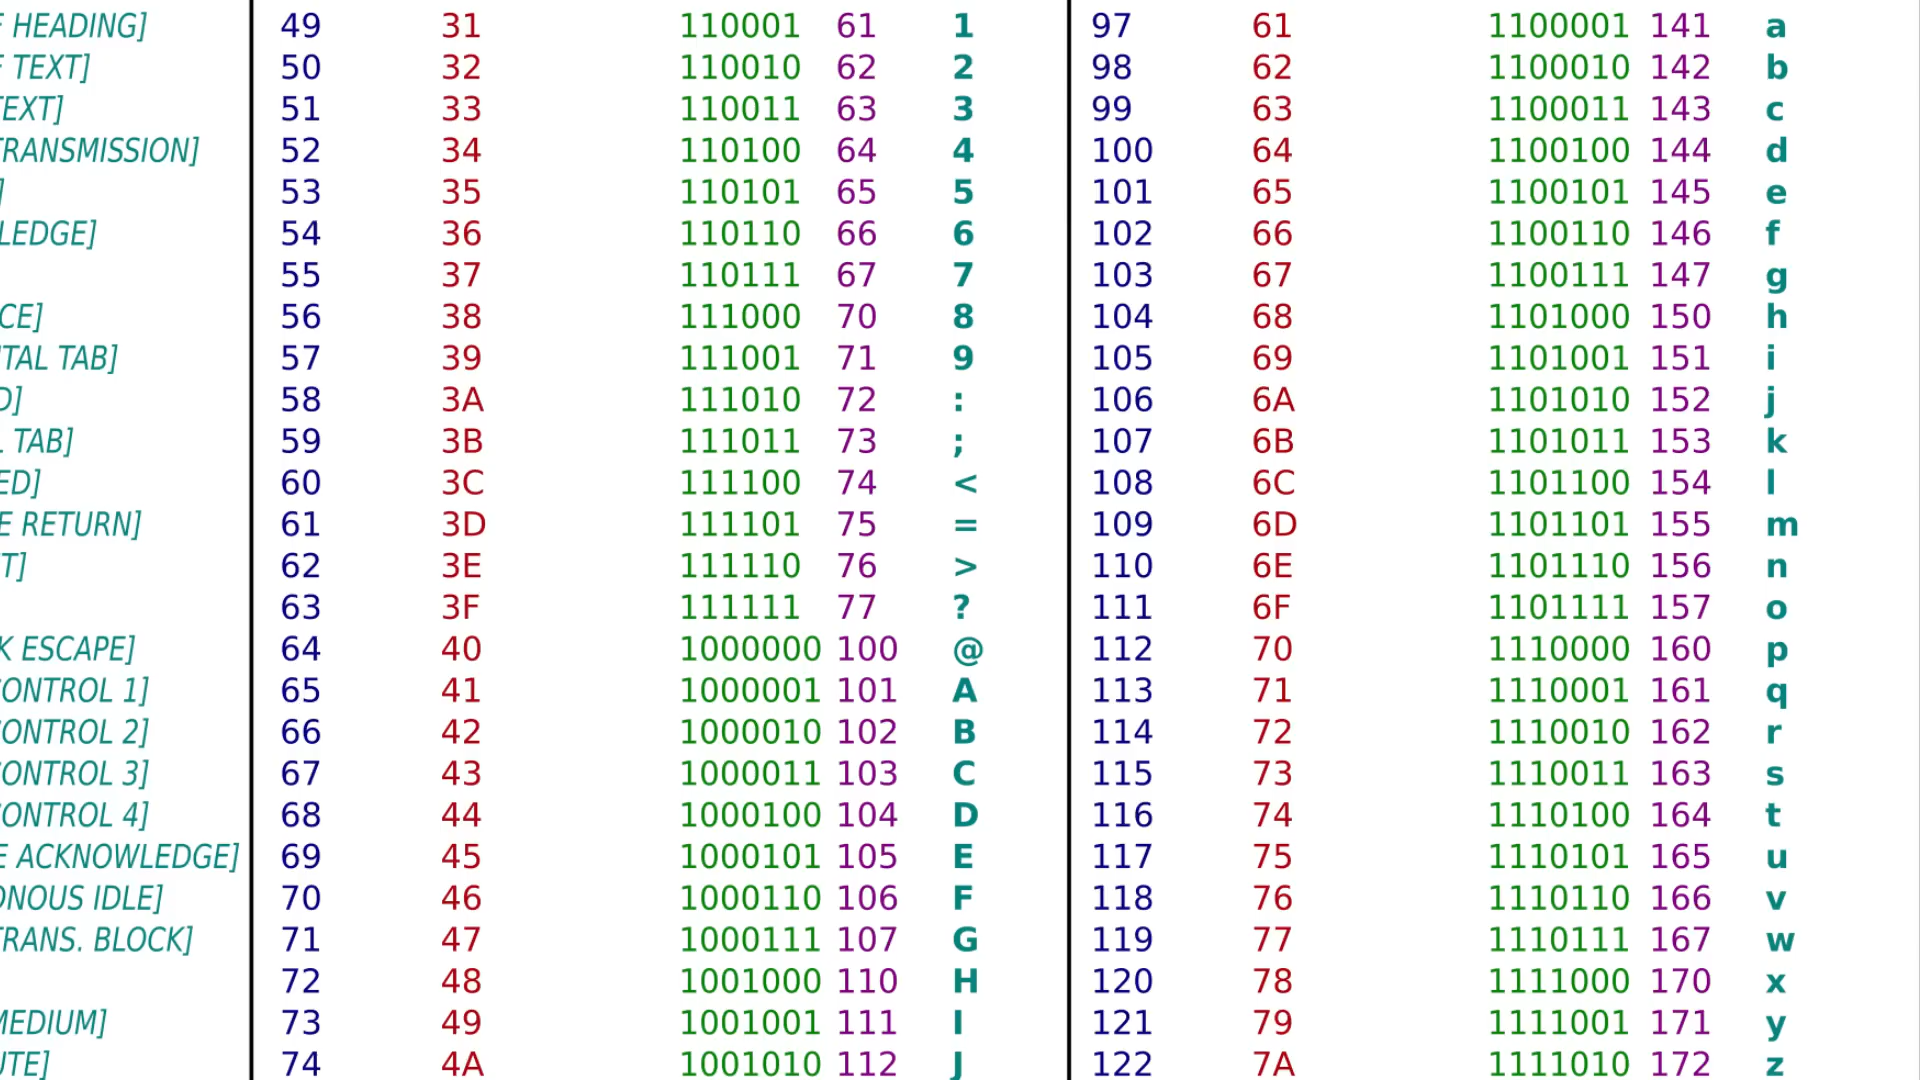 HEADING] 49 31 110001 61 1 97 61 1100001 141 a
TEXT] 50 32 110010 62 2 98 62 1100010 142 b
TEXT] 51 33 110011 63 3 99 63 1100011 143 c
TRANSMISSION] 52 34 110100 64 4 100 64 1100100 144 d
] 53 35 110101 65 5 101 65 1100101 145 e
LEDGE] 54 36 110110 66 6 102 66 1100110 146 f
55 37 110111 67 7 103 67 1100111 147 g
CE] 56 38 111000 70 8 104 68 1101000 150 h
TAL TAB] 57 39 111001 71 9 105 69 1101001 151 i
D] 58 3A 111010 72 : 106 6A 1101010 152 j
TAB] 59 3B 111011 73 ; 107 6B 1101011 153 k
ED] 60 3C 111100 74 < 108 6C 1101100 154 l
E RETURN] 61 3D 111101 75 = 109 6D 1101101 155 m
T] 62 3E 111110 76 > 110 6E 1101110 156 n
63 3F 111111 77 ? 111 6F 1101111 157 o
K ESCAPE] 64 40 1000000 100 @ 112 70 1110000 160 p
CONTROL 1] 65 41 1000001 101 A 113 71 1110001 161 q
CONTROL 2] 66 42 1000010 102 B 114 72 1110010 162 r
CONTROL 3] 67 43 1000011 103 C 115 73 1110011 163 s
CONTROL 4] 68 44 1000100 104 D 116 74 1110100 164 t
E ACKNOWLEDGE] 69 45 1000101 105 E 117 75 1110101 165 u
ONOUS IDLE] 70 46 1000110 106 F 118 76 1110110 166 v
TRANS. BLOCK] 71 47 1000111 107 G 119 77 1110111 167 w
72 48 1001000 110 H 120 78 1111000 170 x
MEDIUM] 73 49 1001001 111 I 121 79 1111001 171 y
UTE] 74 4A 1001010 112 J 122 7A 1111010 172 z